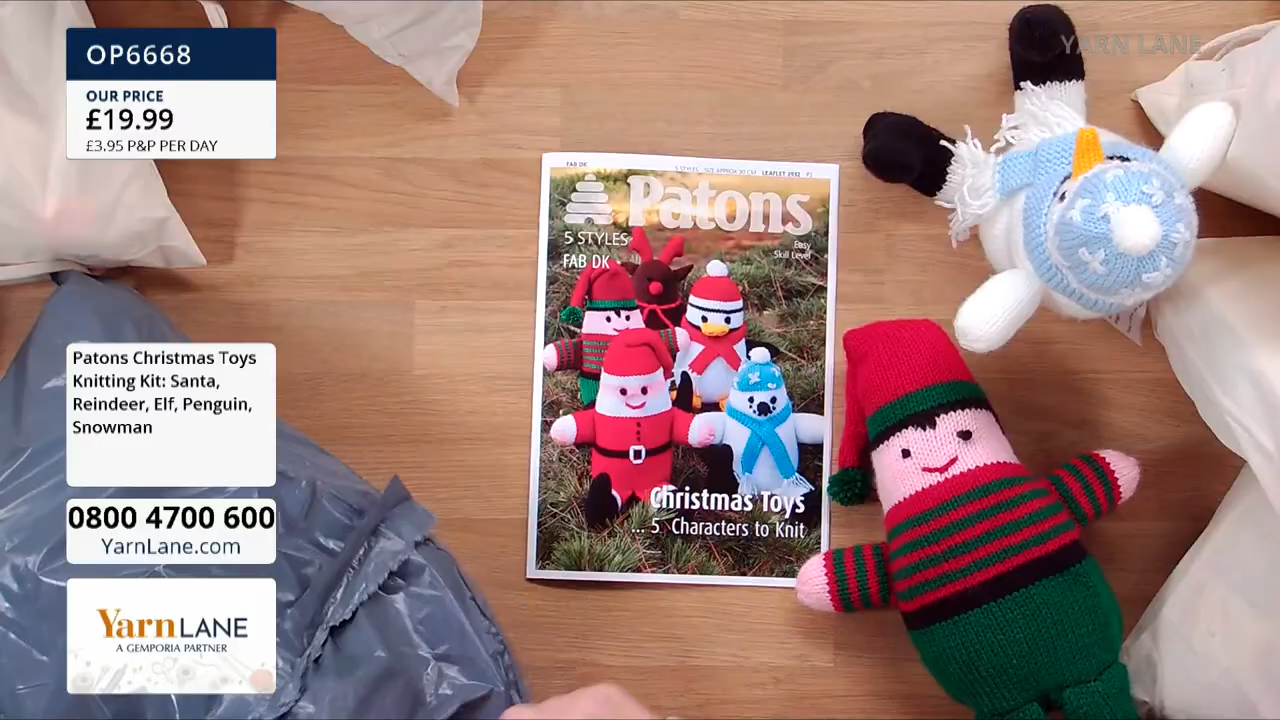 OP6668
OUR PRICE
£19.99
£3.95 P&P PER DAY
YARN LANE
FAB DK
5 STYLES
LEAFLET
Patons
5 STYLES
FAB DK
Easy
Skill Level
Christmas Toys
... 5 Characters to Knit
Patons Christmas Toys
Knitting Kit: Santa,
Reindeer, Elf, Penguin,
Snowman
0800 4700 600
YarnLane.com
YarnLANE
A GEMPORIA PARTNER